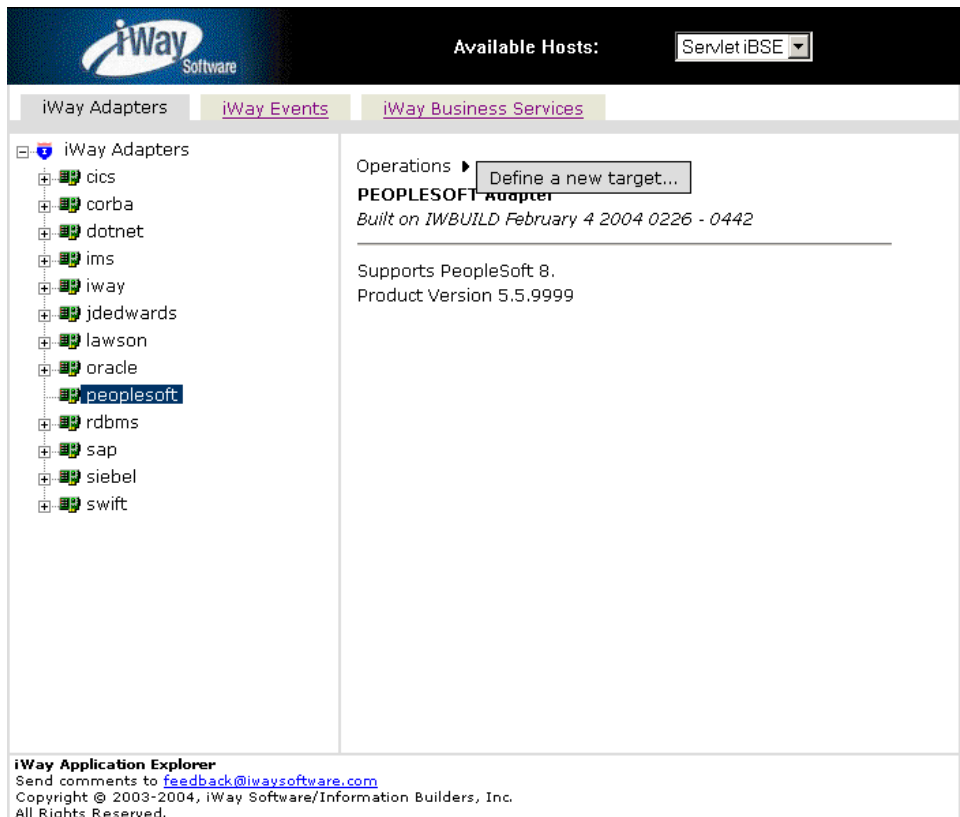 iWay
Software
Available Hosts:
Servlet iBSE
iWay Adapters
iWay Events
iWay Business Services
iWay Adapters
cics
corba
dotnet
ims
iway
jdedwards
lawson
oracle
peoplesoft
rdbms
sap
siebel
swift
Operations
Define a new target...
PEOPLESOFT Adapter
Built on IWBUILD February 4 2004 0226 - 0442
Supports PeopleSoft 8.
Product Version 5.5.9999
iWay Application Explorer
Send comments to feedback@iwaysoftware.com
Copyright © 2003-2004, iWay Software/Information Builders, Inc.
All Rights Reserved.